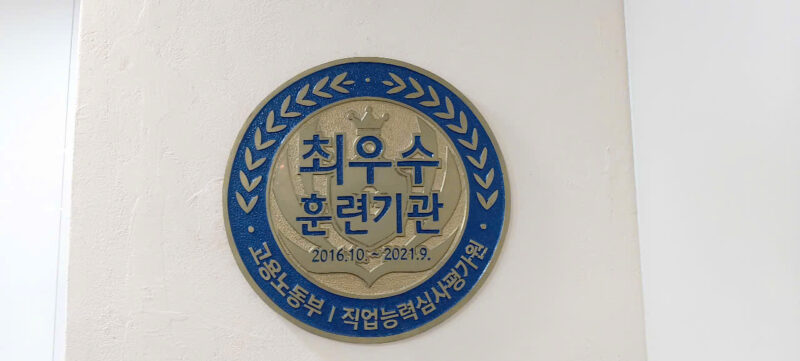 최우수
훈련기관
2016.10. ~ 2021.9.
고용노동부 | 직업능력심사평가원